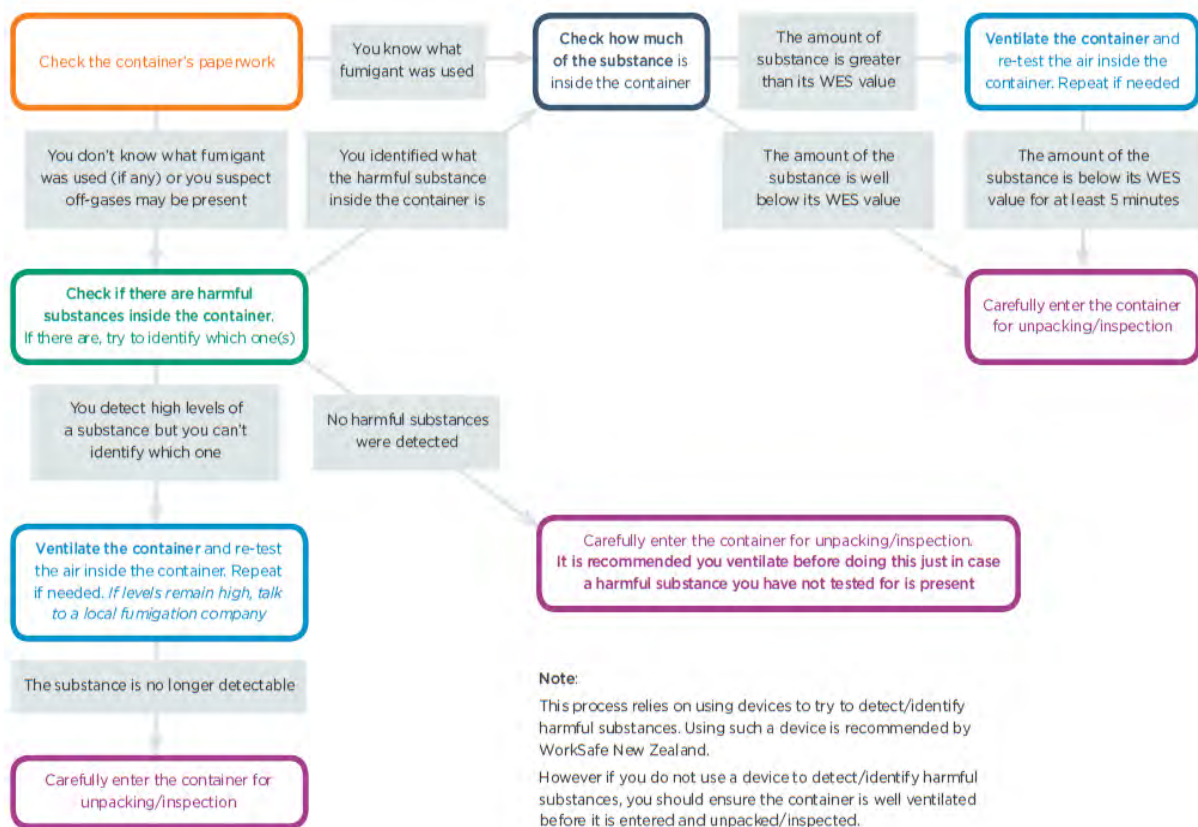 Check the container's paperwork
You know what
fumigant was used
Check how much
of the substance is
inside the container
The amount of
substance is greater
than its WES value
Ventilate the container and
re-test the air inside the
container. Repeat if needed
You don't know what fumigant
was used (if any) or you suspect
off-gases may be present
You identified what
the harmful substance
inside the container is
The amount of the
substance is well
below its WES value
The amount of the
substance is below its WES
value for at least 5 minutes
Check if there are harmful
substances inside the container.
If there are, try to identify which one(s)
Carefully enter the container
for unpacking/inspection
You detect high levels of
a substance but you can't
identify which one
No harmful substances
were detected
Ventilate the container and re-test
the air inside the container. Repeat
if needed. If levels remain high, talk
to a local fumigation company
Carefully enter the container for unpacking/inspection.
It is recommended you ventilate before doing this just in case
a harmful substance you have not tested for is present
The substance is no longer detectable
Carefully enter the container for
unpacking/inspection
Note:
This process relies on using devices to try to detect/identify
harmful substances. Using such a device is recommended by
WorkSafe New Zealand.
However if you do not use a device to detect/identify harmful
substances, you should ensure the container is well ventilated
before it is entered and unpacked/inspected.